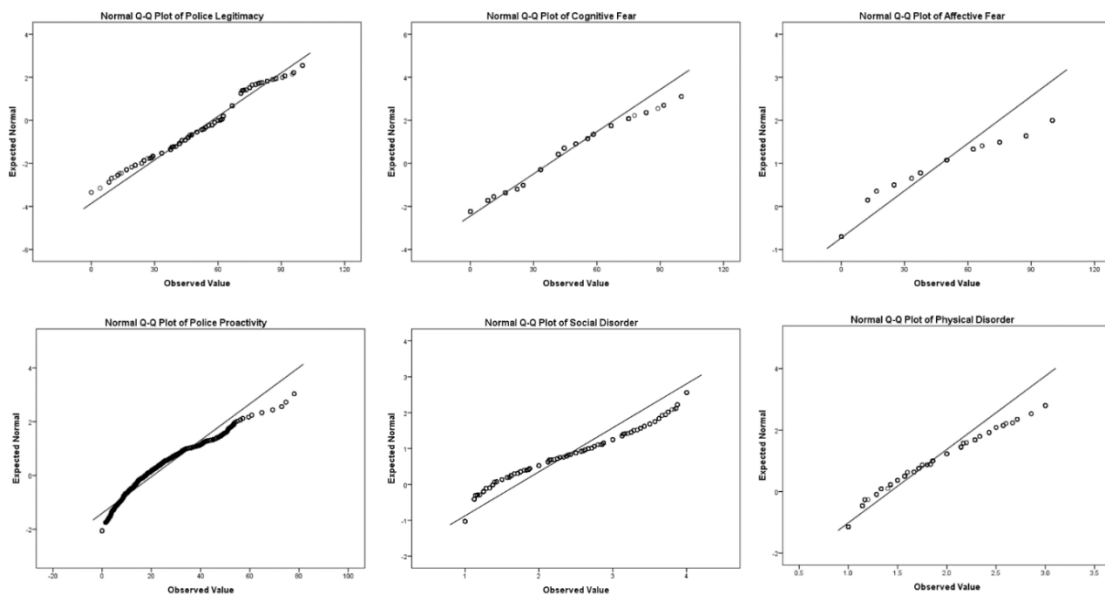 Normal Q-Q Plot of Police Legitimacy
4
2
0
-2
-4
-6
Expected Normal
0 30 60 90 120
Observed Value
Normal Q-Q Plot of Cognitive Fear
6
4
2
0
-2
-4
Expected Normal
0 30 60 90 120
Observed Value
Normal Q-Q Plot of Affective Fear
4
3
2
1
0
-1
Expected Normal
0 30 60 90 120
Observed Value
Normal Q-Q Plot of Police Proactivity
4
2
0
-2
Expected Normal
-20 0 20 40 60 80 100
Observed Value
Normal Q-Q Plot of Social Disorder
4
3
2
1
0
-1
-2
Expected Normal
1 2 3 4
Observed Value
Normal Q-Q Plot of Physical Disorder
4
2
0
-2
Expected Normal
0.5 1.0 1.5 2.0 2.5 3.0 3.5
Observed Value